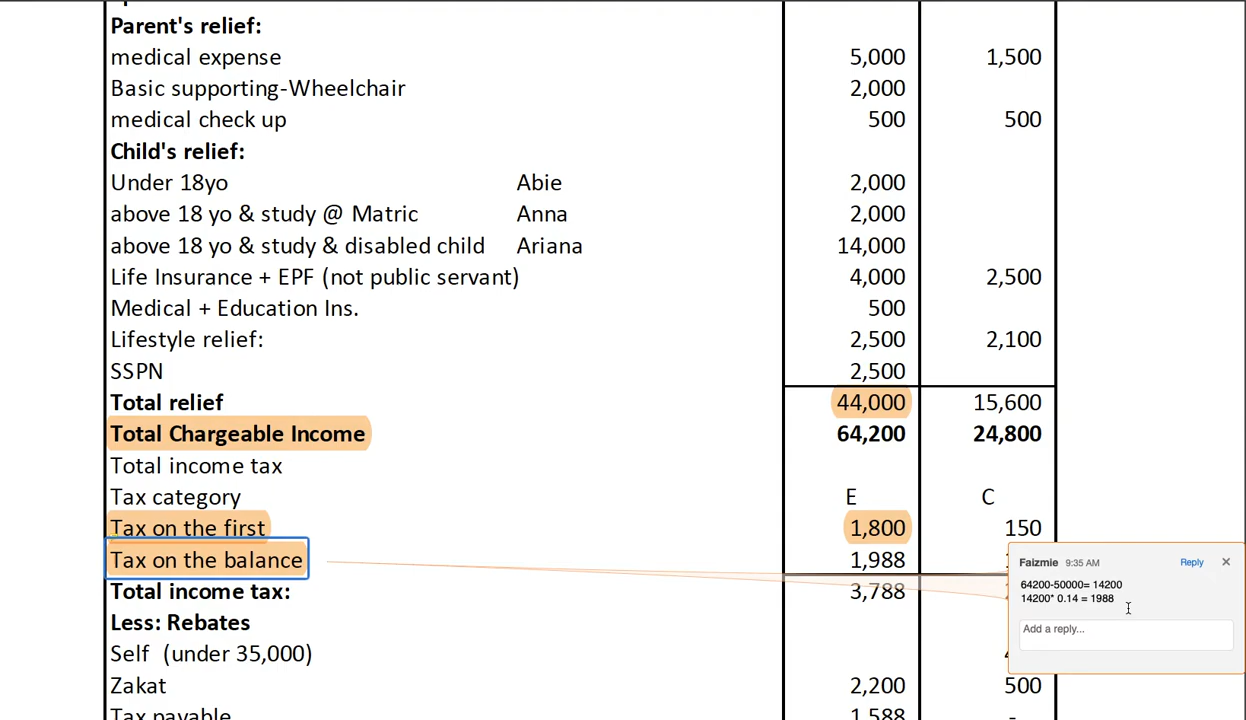 Parent's relief:
medical expense 5,000 1,500
Basic supporting-Wheelchair 2,000
medical check up 500 500
Child's relief:
Under 18yo Abie 2,000
above 18 yo & study @ Matric Anna 2,000
above 18 yo & study & disabled child Ariana 14,000
Life Insurance + EPF (not public servant) 4,000 2,500
Medical + Education Ins. 500
Lifestyle relief: 2,500 2,100
SSPN 2,500
Total relief 44,000 15,600
Total Chargeable Income 64,200 24,800
Total income tax
Tax category E C
Tax on the first 1,800 150
Tax on the balance 1,988
Total income tax: 3,788
Less: Rebates
Self (under 35,000)
Zakat 2,200 500
Tax payable 1,588 -
Faizmie 9:35 AM Reply
64200-50000= 14200
14200* 0.14 = 1988
Add a reply...